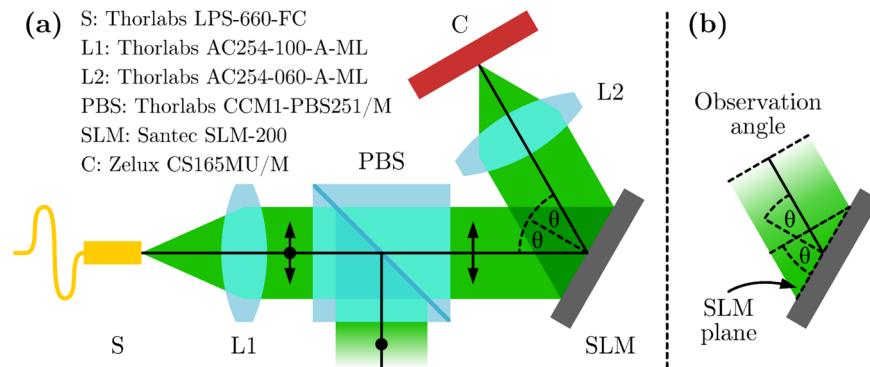 (a)
S: Thorlabs LPS-660-FC
L1: Thorlabs AC254-100-A-ML
L2: Thorlabs AC254-060-A-ML
PBS: Thorlabs CCM1-PBS251/M
SLM: Santec SLM-200
C: Zelux CS165MU/M
C
L2
PBS
θ
θ
S
L1
SLM
(b)
Observation
angle
θ
θ
SLM
plane